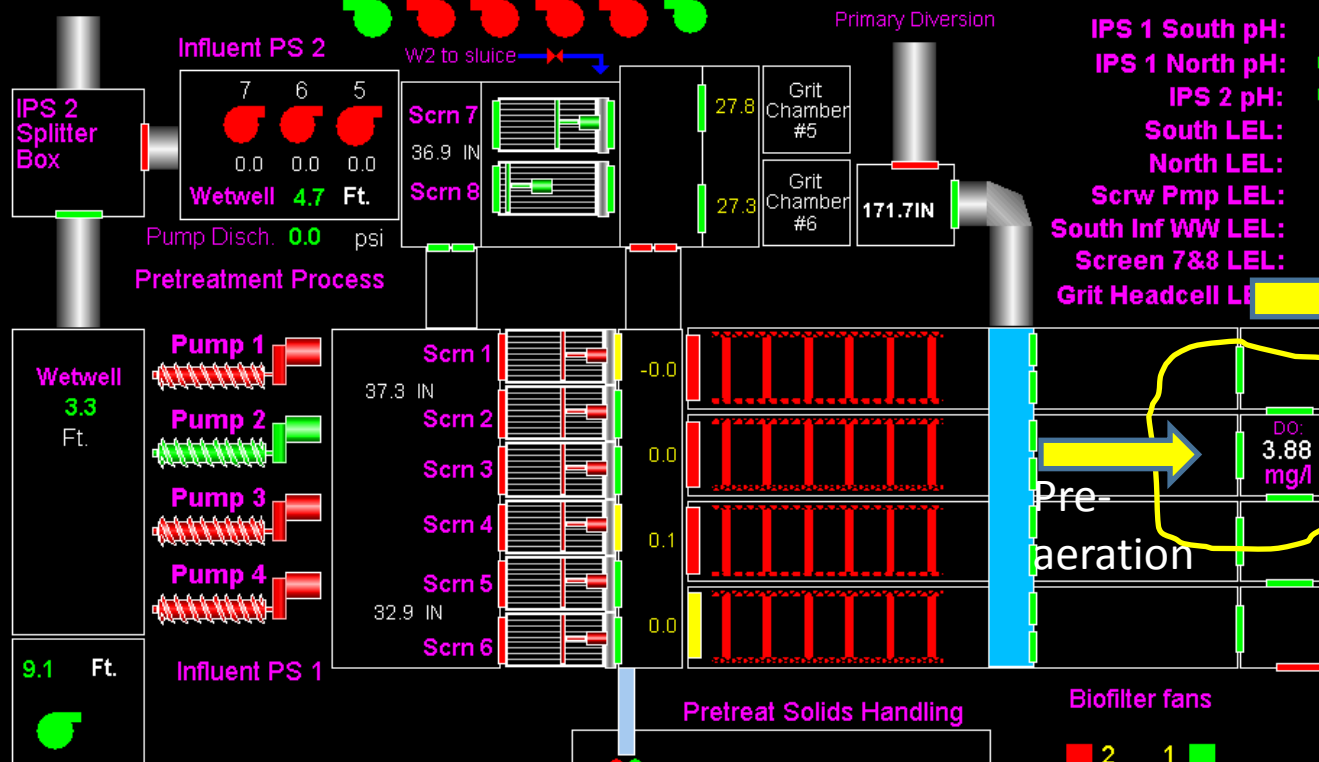 Primary Diversion
IPS 1 South pH:
IPS 1 North pH:
IPS 2 pH:
South LEL:
North LEL:
Scrw Pmp LEL:
South Inf WW LEL:
Screen 7&8 LEL:
Grit Headcell
Influent PS 2
W2 to sluice
IPS 2
Splitter
Box
7 6 5
0.0 0.0 0.0
Wetwell 4.7 Ft.
Pump Disch. 0.0 psi
Scrn 7
36.9 IN
Scrn 8
27.8
Grit
Chamber
#5
27.3
Grit
Chamber
#6
171.7IN
Pretreatment Process
Wetwell
3.3
Ft.
Pump 1
Pump 2
Pump 3
Pump 4
Influent PS 1
9.1 Ft.
Scrn 1
37.3 IN
Scrn 2
Scrn 3
Scrn 4
Scrn 5
32.9 IN
Scrn 6
-0.0
0.0
0.1
0.0
DO:
3.88
mg/l
Pre-
aeration
Pretreat Solids Handling
Biofilter fans
2 1